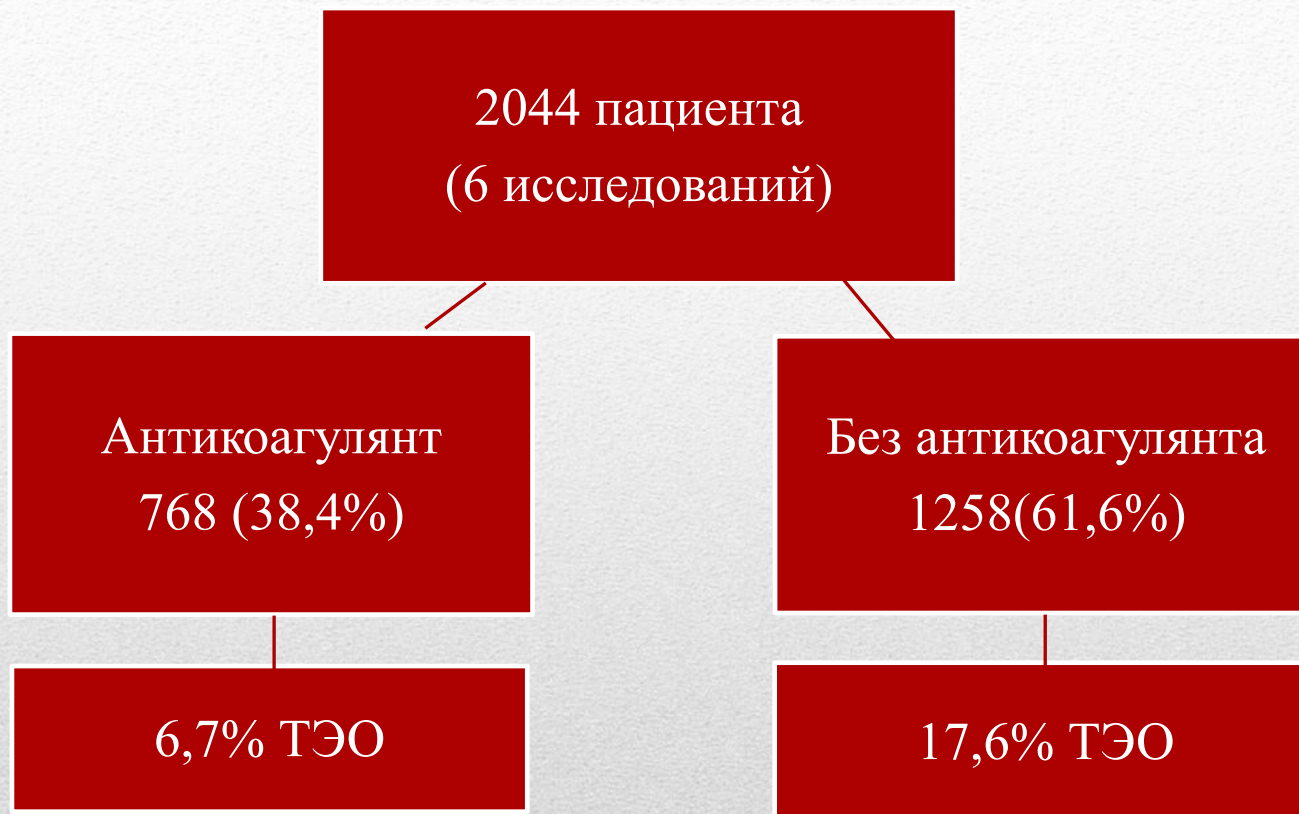 2044 пациента
(6 исследований)
Антикоагулянт
768 (38,4%)
Без антикоагулянта
1258(61,6%)
6,7% ТЭО
17,6% ТЭО